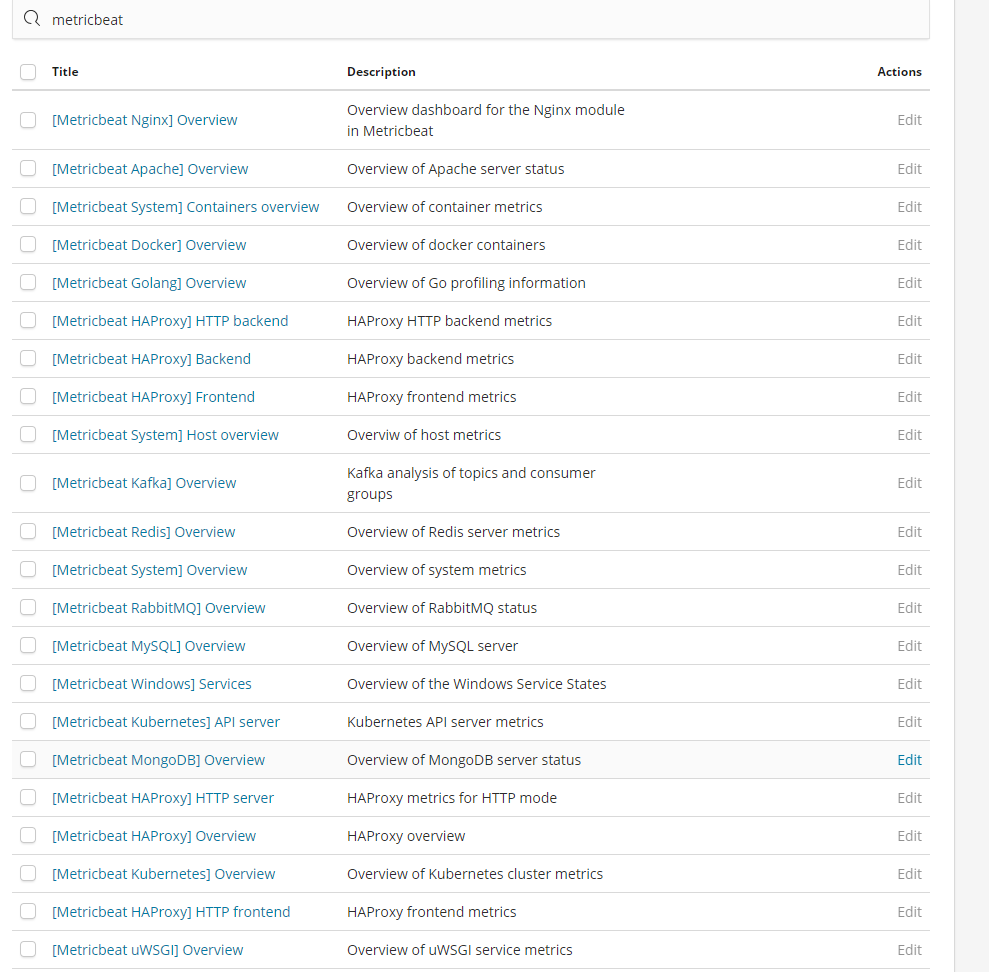 metricbeat
Title Description Actions
[Metricbeat Nginx] Overview Overview dashboard for the Nginx module in Metricbeat Edit
[Metricbeat Apache] Overview Overview of Apache server status Edit
[Metricbeat System] Containers overview Overview of container metrics Edit
[Metricbeat Docker] Overview Overview of docker containers Edit
[Metricbeat Golang] Overview Overview of Go profiling information Edit
[Metricbeat HAProxy] HTTP backend HAProxy HTTP backend metrics Edit
[Metricbeat HAProxy] Backend HAProxy backend metrics Edit
[Metricbeat HAProxy] Frontend HAProxy frontend metrics Edit
[Metricbeat System] Host overview Overviw of host metrics Edit
[Metricbeat Kafka] Overview Kafka analysis of topics and consumer groups Edit
[Metricbeat Redis] Overview Overview of Redis server metrics Edit
[Metricbeat System] Overview Overview of system metrics Edit
[Metricbeat RabbitMQ] Overview Overview of RabbitMQ status Edit
[Metricbeat MySQL] Overview Overview of MySQL server Edit
[Metricbeat Windows] Services Overview of the Windows Service States Edit
[Metricbeat Kubernetes] API server Kubernetes API server metrics Edit
[Metricbeat MongoDB] Overview Overview of MongoDB server status Edit
[Metricbeat HAProxy] HTTP server HAProxy metrics for HTTP mode Edit
[Metricbeat HAProxy] Overview HAProxy overview Edit
[Metricbeat Kubernetes] Overview Overview of Kubernetes cluster metrics Edit
[Metricbeat HAProxy] HTTP frontend HAProxy frontend metrics Edit
[Metricbeat uWSGI] Overview Overview of uWSGI service metrics Edit